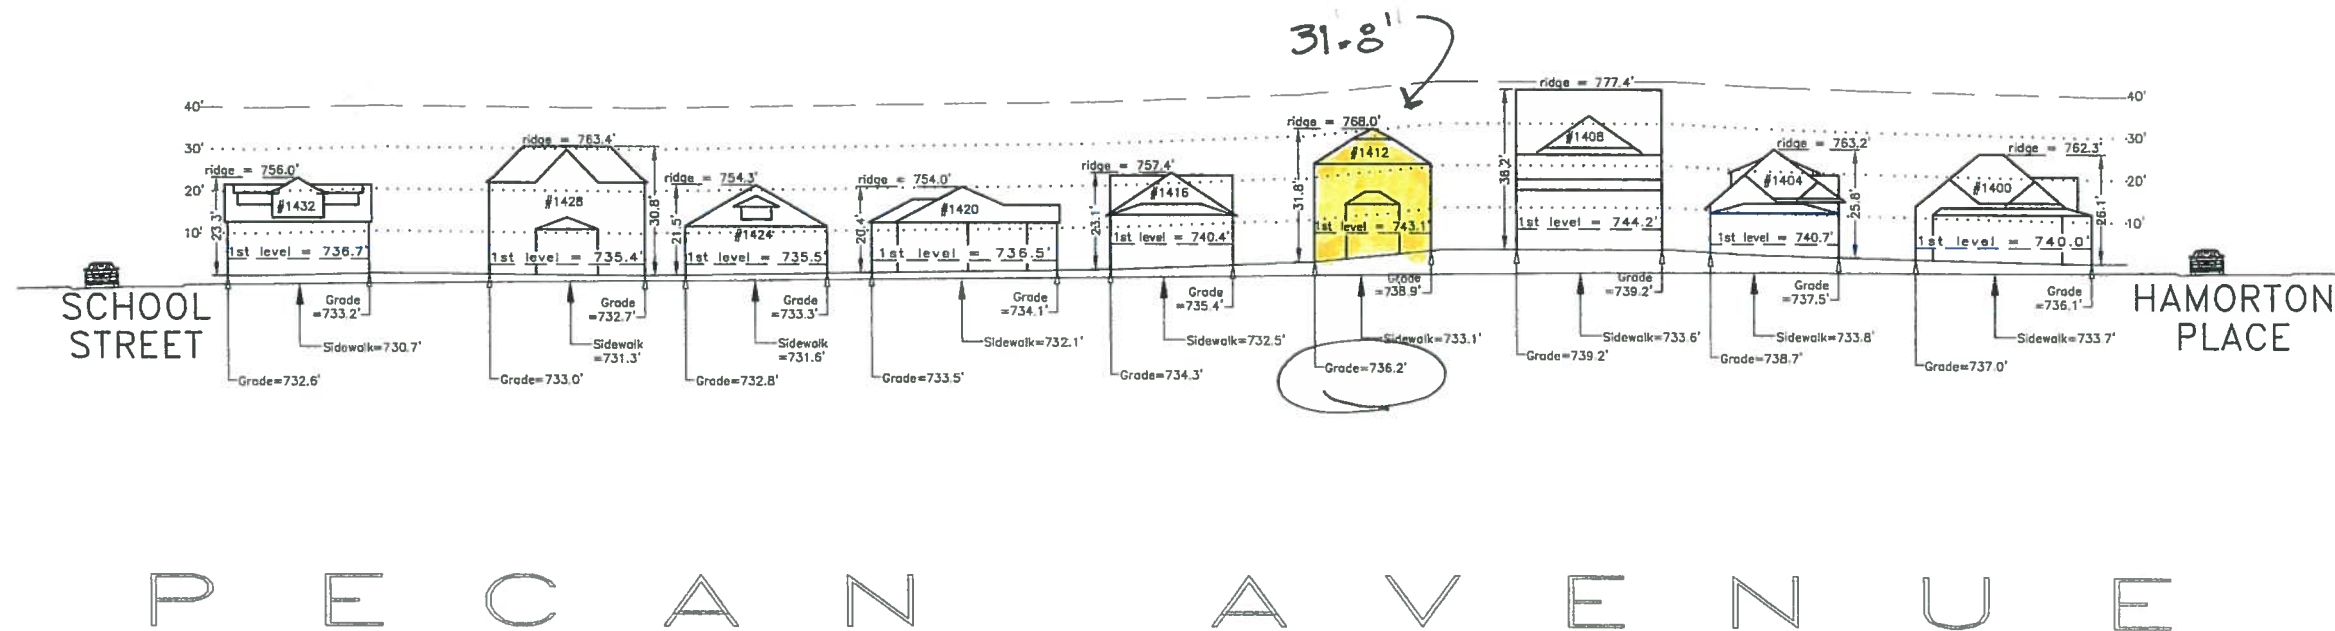 31.8'
40'
30'
20'
10'
ridge = 756.0'
#1432
23.3'
1st level = 736.7'
ridge = 763.4'
#1428
30.8'
1st level = 735.4'
ridge = 754.3'
#1424
21.5'
1st level = 735.5'
ridge = 754.0'
#1420
20.4'
1st level = 736.5'
ridge = 757.4'
#1416
23.1'
1st level = 740.4'
ridge = 768.0'
#1412
31.8'
1st level = 743.1'
ridge = 777.4'
#1408
38.2'
1st level = 744.2'
ridge = 763.2'
#1404
25.8'
1st level = 740.7'
ridge = 762.3'
#1400
26.1'
1st level = 740.0'
40'
30'
20'
10'
SCHOOL
STREET
Grade
=733.2'
Sidewalk=730.7'
Grade=732.6'
Grade
=732.7'
Sidewalk
=731.3'
Grade=733.0'
Grade
=733.3'
Sidewalk
=731.6'
Grade=732.8'
Grade
=734.1'
Sidewalk=732.1'
Grade=733.5'
Grade
=735.4'
Sidewalk=732.5'
Grade=734.3'
Grade
=738.9'
Sidewalk=733.1'
Grade=736.2'
Grade
=739.2'
Sidewalk=733.6'
Grade=739.2'
Grade
=737.5'
Sidewalk=733.8'
Grade=738.7'
Grade
=736.1'
Sidewalk=733.7'
Grade=737.0'
HAMORTON
PLACE
PECAN AVENUE